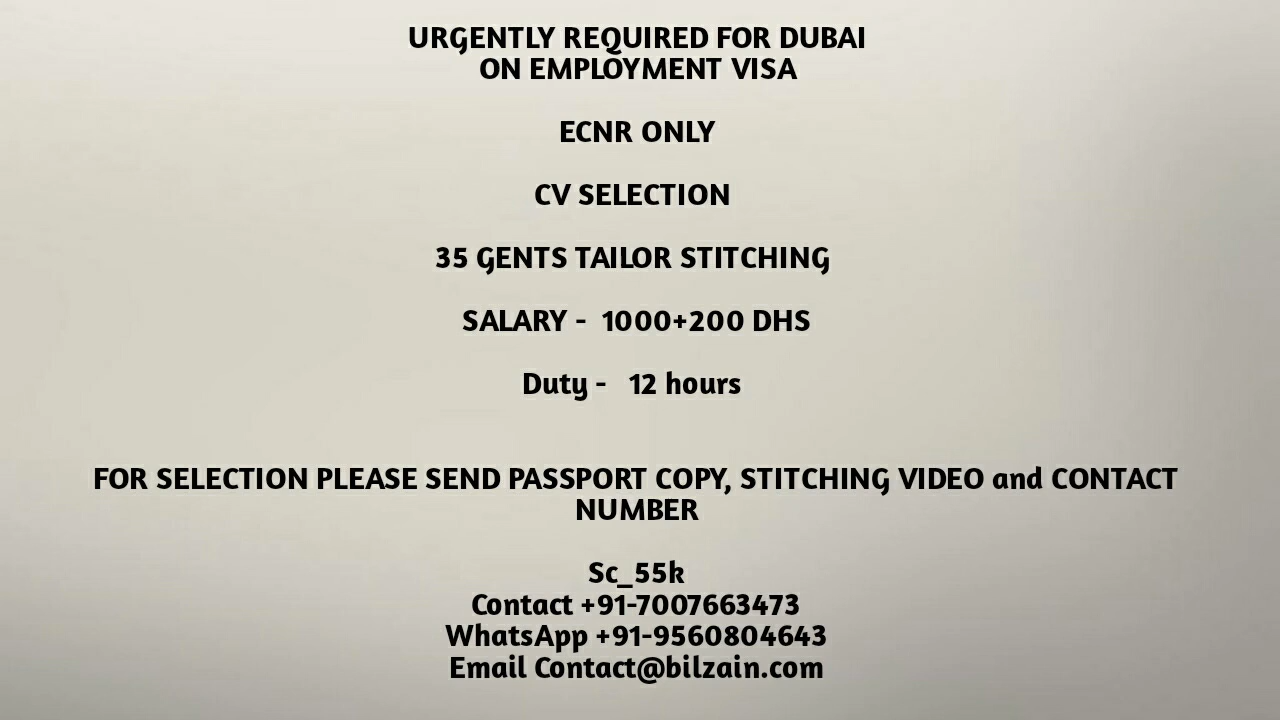 URGENTLY REQUIRED FOR DUBAI
ON EMPLOYMENT VISA
ECNR ONLY
CV SELECTION
35 GENTS TAILOR STITCHING
SALARY - 1000+200 DHS
Duty - 12 hours
FOR SELECTION PLEASE SEND PASSPORT COPY, STITCHING VIDEO and CONTACT
NUMBER
Sc_55k
Contact +91-7007663473
WhatsApp +91-9560804643
Email Contact@bilzain.com